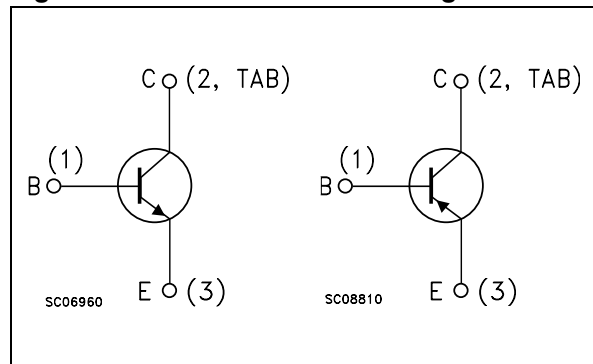 C (2, TAB)
(1)
B
E (3)
SC06960
C (2, TAB)
(1)
B
E (3)
SC08810